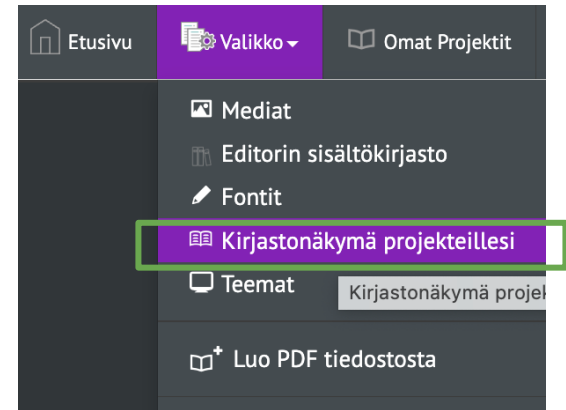 Etusivu
Valikko
Omat Projektit
Mediat
Editorin sisältökirjasto
Fontit
Kirjastonäkymä projekteillesi
Teemat
Kirjastonäkymä projek
Luo PDF tiedostosta